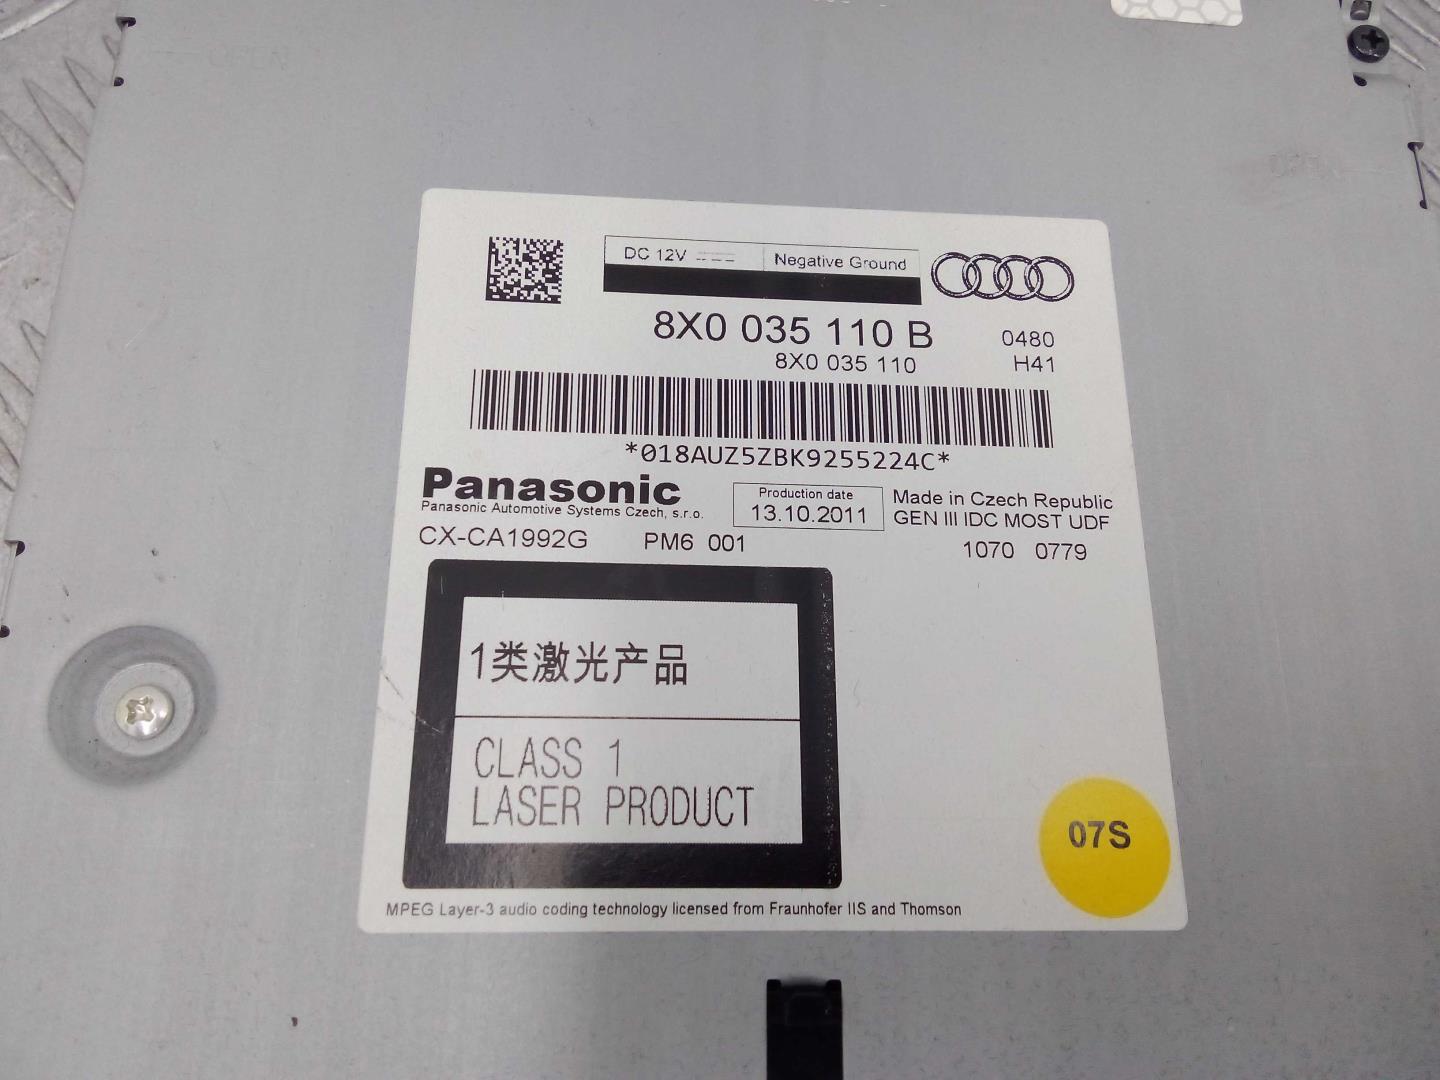 DC 12V Negative Ground
8X0 035 110 B 0480
8X0 035 110 H41
*018AUZ5ZBK9255224C*
Panasonic
Panasonic Automotive Systems Czech, s.r.o.
Production date
13.10.2011
Made in Czech Republic
GEN III IDC MOST UDF
CX-CA1992G PM6 001
1070 0779
1类激光产品
CLASS 1
LASER PRODUCT
07S
MPEG Layer-3 audio coding technology licensed from Fraunhofer IIS and Thomson